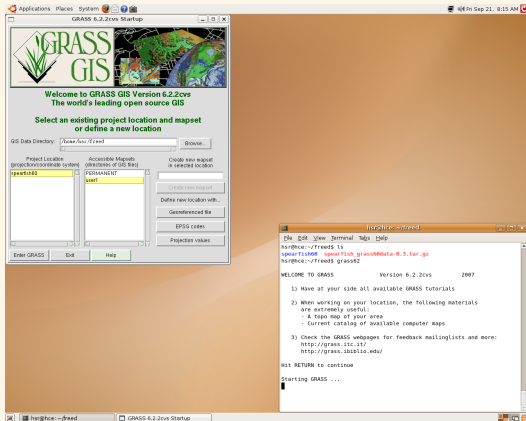 Applications Places System
Fri Sep 21, 8:15 AM
GRASS 6.2.2cvs Startup
GRASS
GIS
Welcome to GRASS GIS Version 6.2.2cvs
The world's leading open source GIS
Select an existing project location and mapset
or define a new location
GIS Data Directory: /home/hsr/freed Browse...
Project Location
(projection/coordinate system)
spearfish60
Accessible Mapsets
(directories of GIS files)
PERMANENT
user1
Create new mapset
in selected location
Create new mapset
Define new location with...
Georeferenced file
EPSG codes
Projection values
Enter GRASS Exit Help
hsr@hce: ~/freed
File Edit View Terminal Tabs Help
hsr@hce:~/freed$ ls
spearfish60 spearfish_grass60data-0.3.tar.gz
hsr@hce:~/freed$ grass62
WELCOME TO GRASS Version 6.2.2cvs 2007
1) Have at your side all available GRASS tutorials
2) When working on your location, the following materials
are extremely useful:
- A topo map of your area
- Current catalog of available computer maps
3) Check the GRASS webpages for feedback mailinglists and more:
http://grass.itc.it/
http://grass.ibiblio.edu/
Hit RETURN to continue
Starting GRASS ...
hsr@hce: ~/freed
GRASS 6.2.2cvs Startup